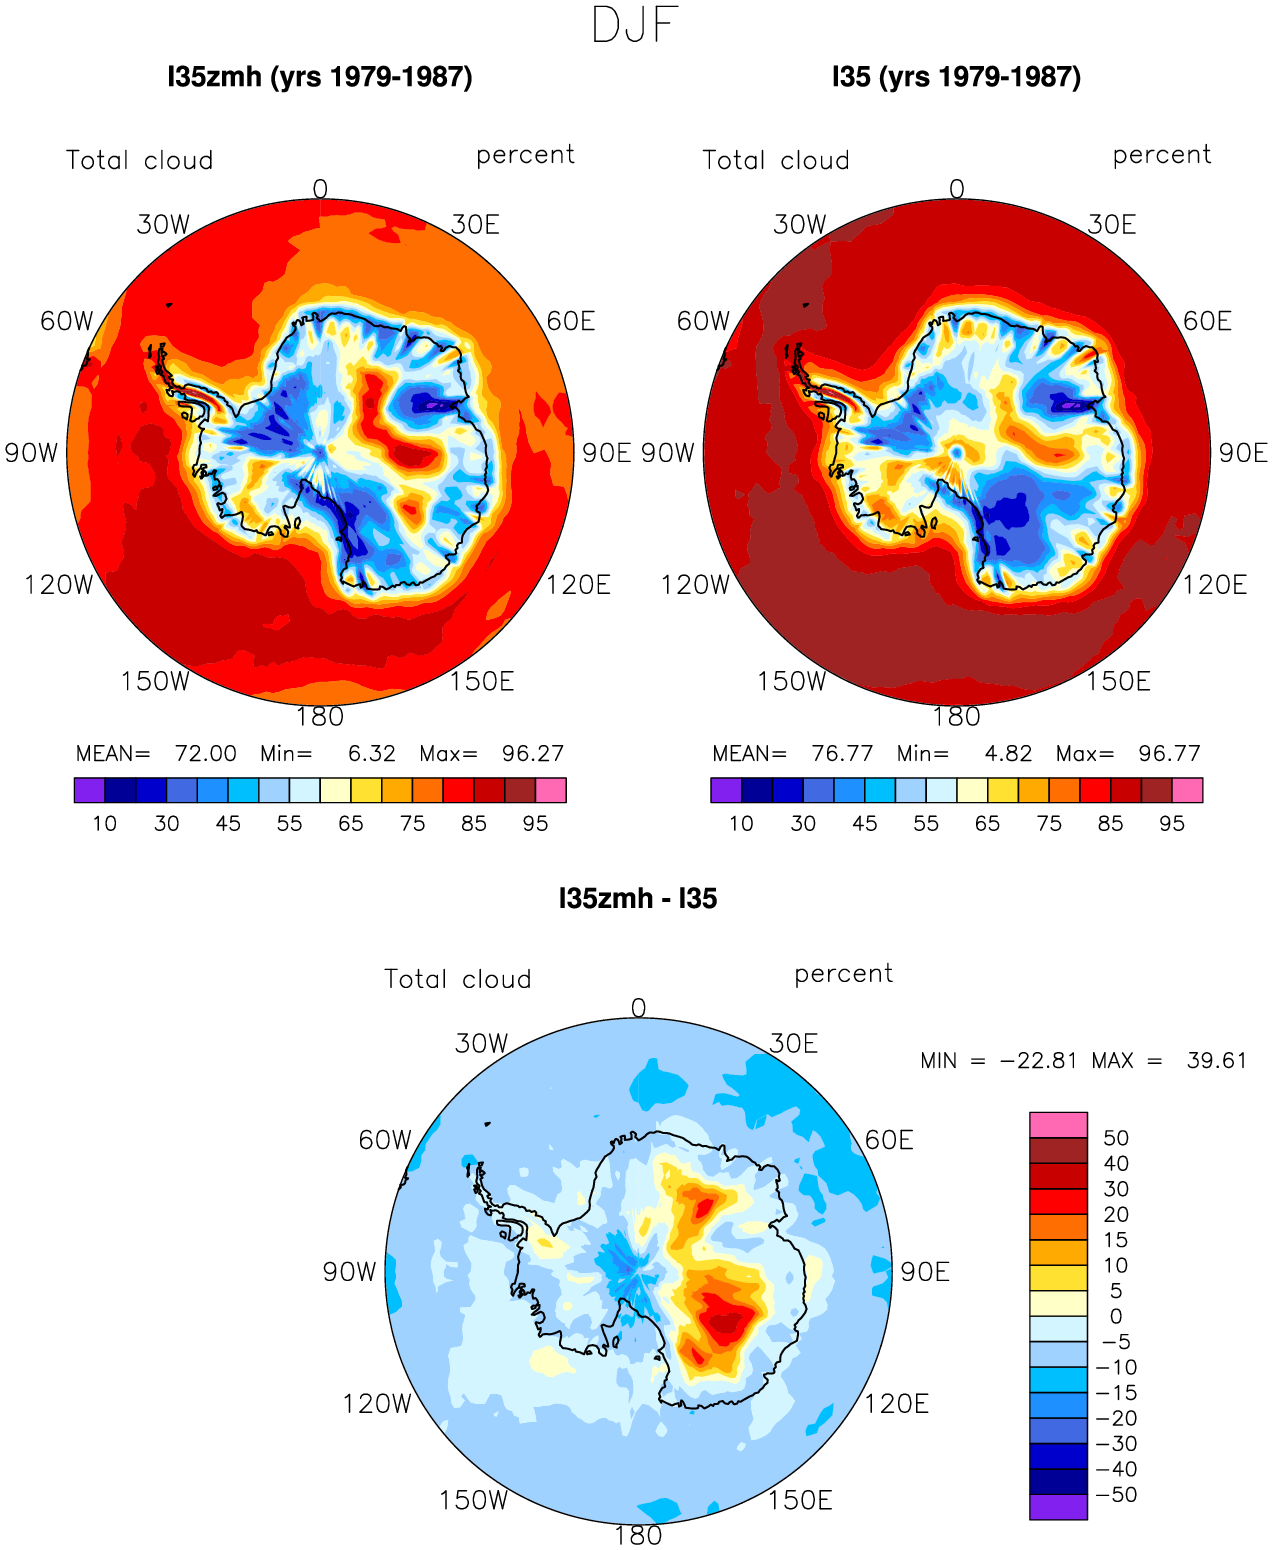 DJF
I35zmh (yrs 1979-1987)
I35 (yrs 1979-1987)
Total cloud percent
Total cloud percent
0
30W 30E
60W 60E
90W 90E
120W 120E
150W 150E
180
0
30W 30E
60W 60E
90W 90E
120W 120E
150W 150E
180
MEAN= 72.00 Min= 6.32 Max= 96.27
10 30 45 55 65 75 85 95
MEAN= 76.77 Min= 4.82 Max= 96.77
10 30 45 55 65 75 85 95
I35zmh - I35
Total cloud percent
0
30W 30E
60W 60E
90W 90E
120W 120E
150W 150E
180
MIN = -22.81 MAX = 39.61
50
40
30
20
15
10
5
0
-5
-10
-15
-20
-30
-40
-50